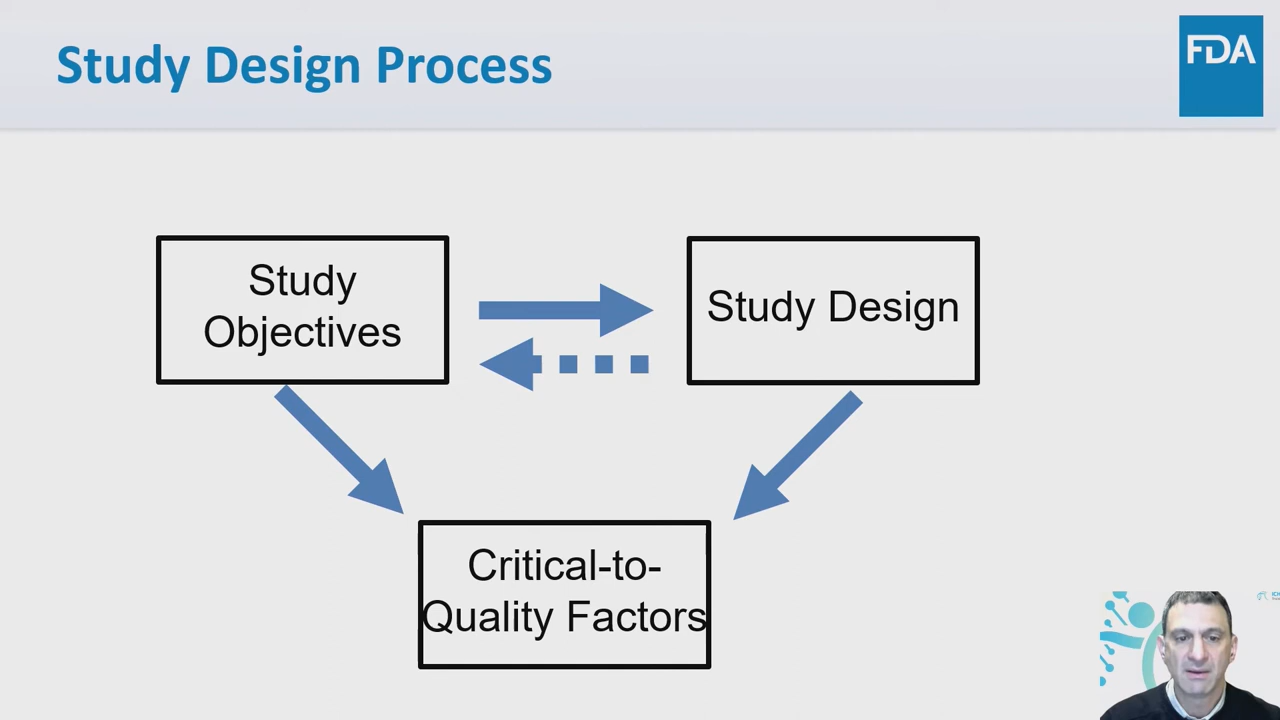 Study Design Process
FDA
Study
Objectives
Study Design
Critical-to-
Quality Factors